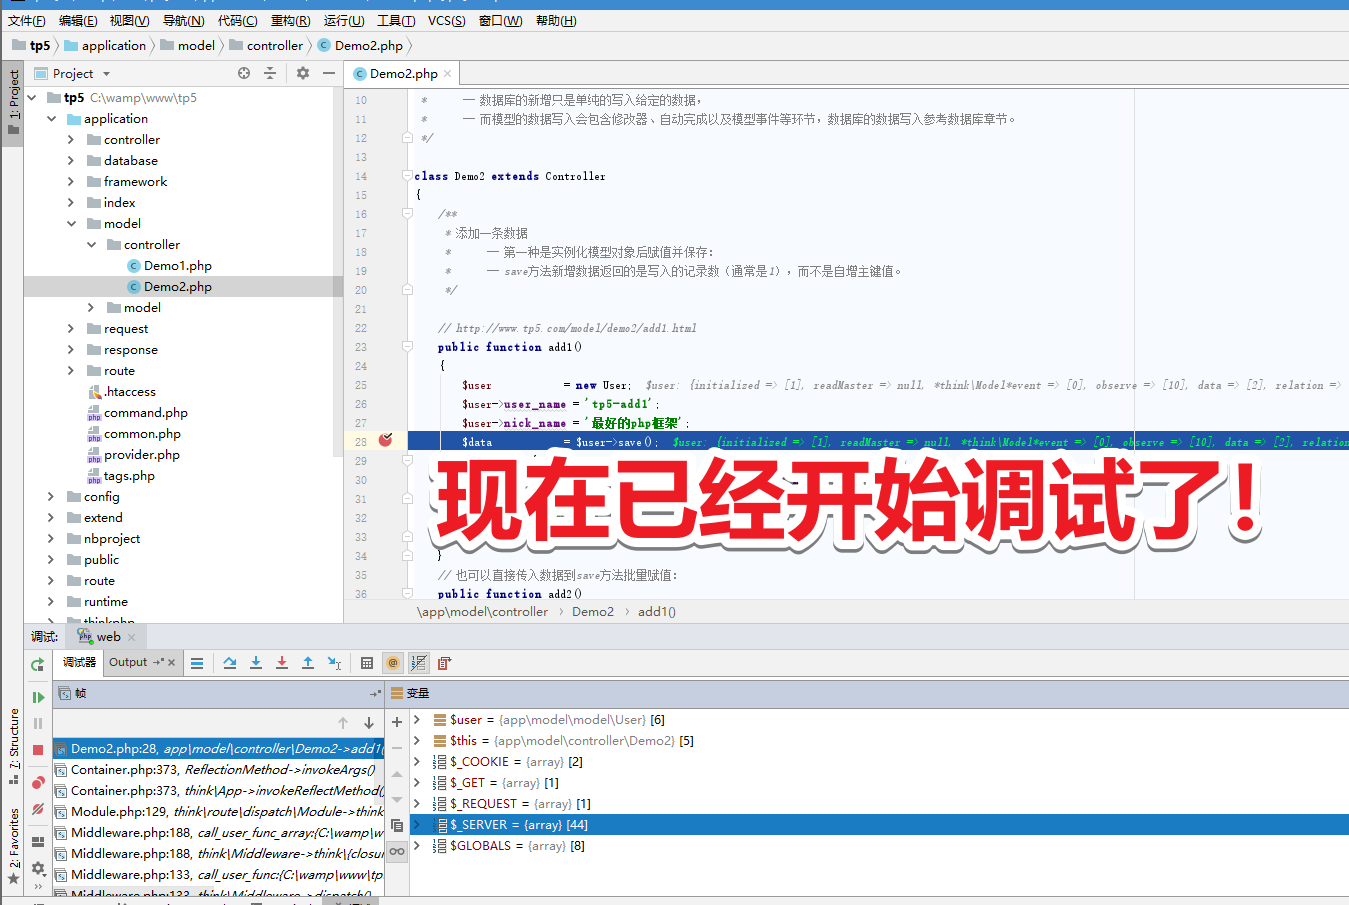 文件(F) 编辑(E) 视图(V) 导航(N) 代码(C) 重构(R) 运行(U) 工具(T) VCS(S) 窗口(W) 帮助(H)
tp5 application model controller Demo2.php
1: Project
Project
Demo2.php
tp5 C:\wamp\www\tp5
application
controller
database
framework
index
model
controller
Demo1.php
Demo2.php
model
request
response
route
.htaccess
command.php
common.php
provider.php
tags.php
config
extend
nbproject
public
route
runtime
thinkphp
10 * — 数据库的新增只是单纯的写入给定的数据，
11 * — 而模型的数据写入会包含修改器、自动完成以及模型事件等环节，数据库的数据写入参考数据库章节。
12 */
13
14 class Demo2 extends Controller
15 {
16 /**
17 * 添加一条数据
18 * — 第一种是实例化模型对象后赋值并保存：
19 * — save方法新增数据返回的是写入的记录数（通常是1），而不是自增主键值。
20 */
21
22 // http://www.tp5.com/model/demo2/add1.html
23 public function add1()
24 {
25 $user = new User; $user: {initialized => [1], readMaster => null, *think\Model*event => [0], observe => [10], data => [2], relation =>
26 $user->user_name = 'tp5-add1';
27 $user->nick_name = '最好的php框架';
28 $data = $user->save(); $user: {initialized => [1], readMaster => null, *think\Model*event => [0], observe => [10], data => [2], relation
29
30
31
32
33
34 }
现在已经开始调试了！
35 // 也可以直接传入数据到save方法批量赋值：
36 public function add2()
\app\model\controller Demo2 add1()
调试: web
调试器 Output
7: Structure
2: Favorites
帧
Demo2.php:28, app\model\controller\Demo2->add1(
Container.php:373, ReflectionMethod->invokeArgs()
Container.php:373, think\App->invokeReflectMethod(
Module.php:129, think\route\dispatch\Module->think
Middleware.php:188, call_user_func_array:{C:\wamp\w
Middleware.php:188, think\Middleware->think\{closur
Middleware.php:133, call_user_func:{C:\wamp\www\tp
Middleware.php:133, think\Middleware->dispatch()
变量
$user = {app\model\model\User} [6]
$this = {app\model\controller\Demo2} [5]
$_COOKIE = {array} [2]
$_GET = {array} [1]
$_REQUEST = {array} [1]
$_SERVER = {array} [44]
$GLOBALS = {array} [8]